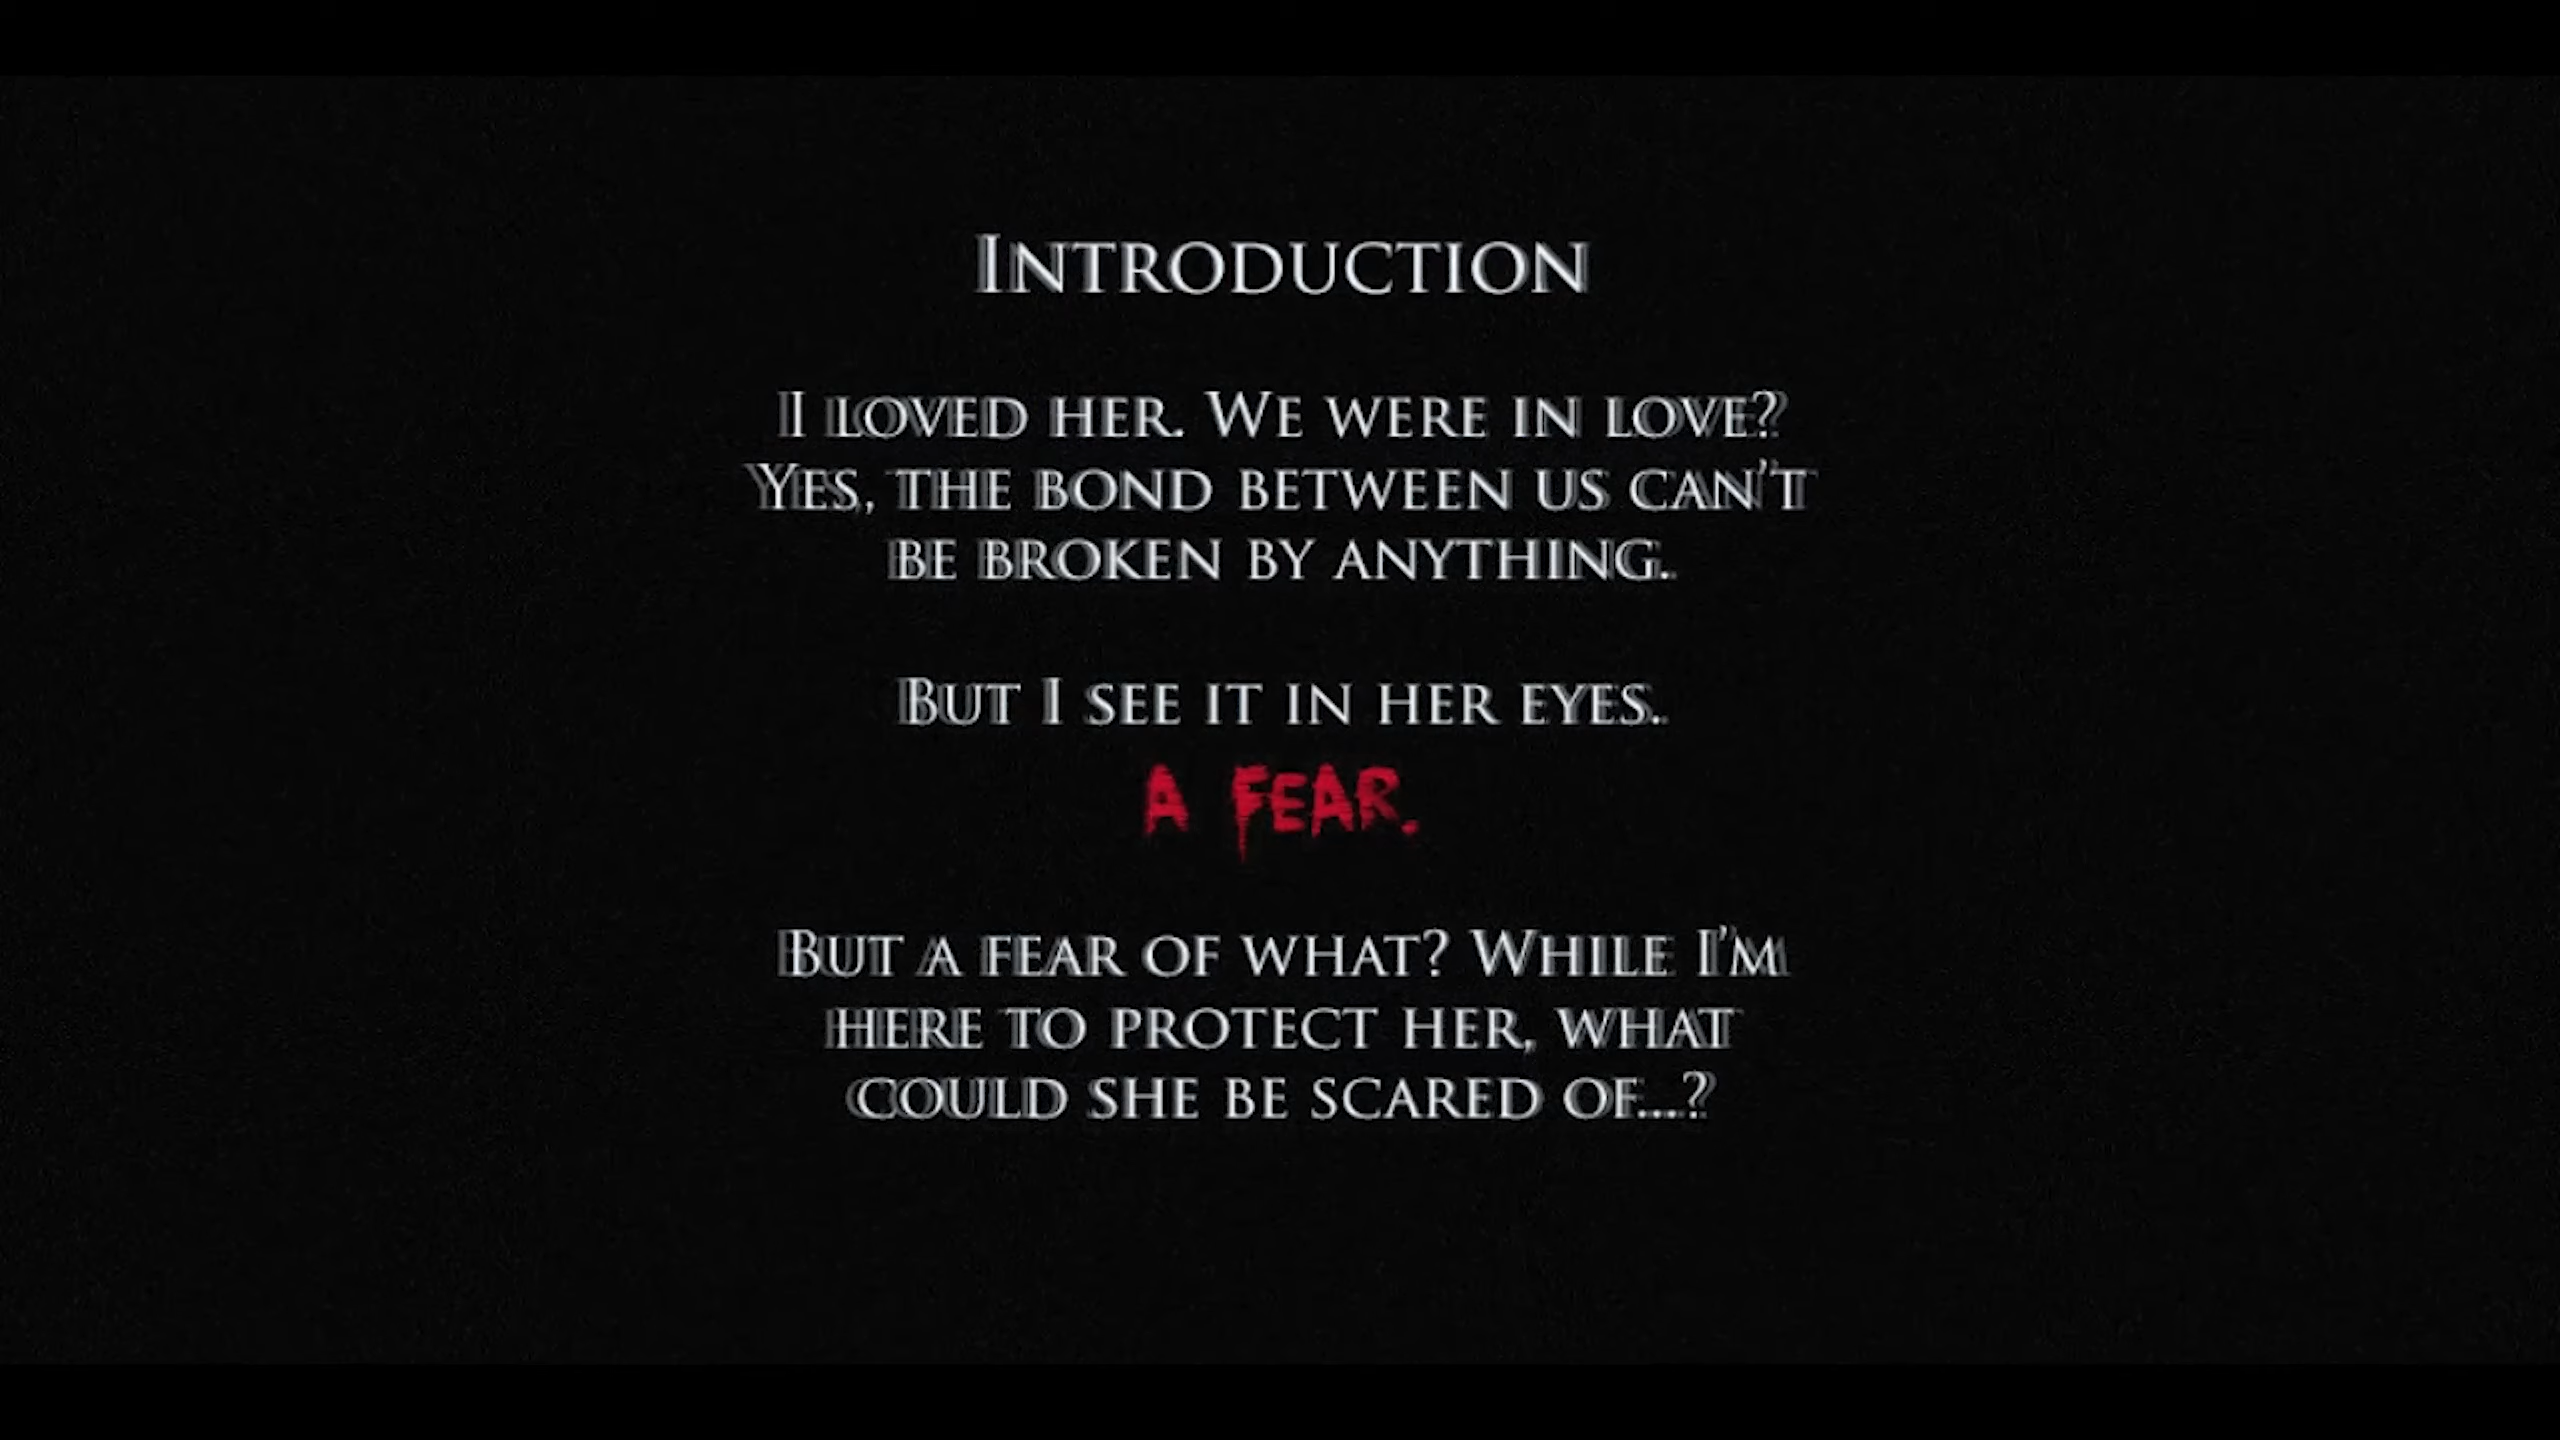 Introduction
I loved her. We were in love?
Yes, the bond between us can't
be broken by anything.
But I see it in her eyes.
A FEAR.
But a fear of what? While I'm
here to protect her, what
could she be scared of...?